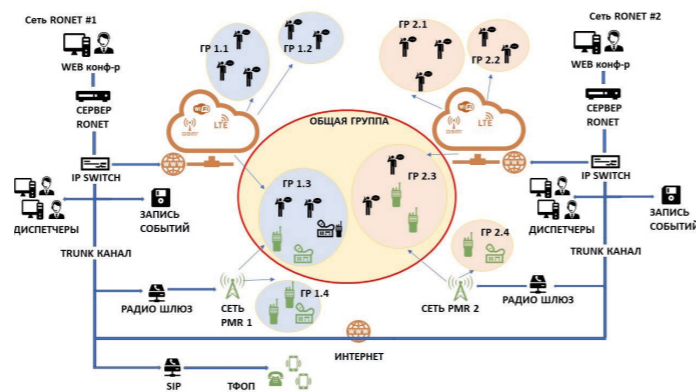 Сеть RONET #1
ГР 1.1
ГР 1.2
ГР 2.1
ГР 2.2
Сеть RONET #2
WEB конф-р
WEB конф-р
WiFi
LTE
WiFi
LTE
СЕРВЕР
RONET
СЕРВЕР
RONET
ОБЩАЯ ГРУППА
IP SWITCH
IP SWITCH
ГР 1.3
ГР 2.3
ДИСПЕТЧЕРЫ
ЗАПИСЬ
СОБЫТИЙ
ДИСПЕТЧЕРЫ
ЗАПИСЬ
СОБЫТИЙ
ГР 2.4
TRUNK КАНАЛ
TRUNK КАНАЛ
РАДИО ШЛЮЗ
СЕТЬ
PMR 1
ГР 1.4
СЕТЬ PMR 2
РАДИО ШЛЮЗ
ИНТЕРНЕТ
SIP
ТФОП